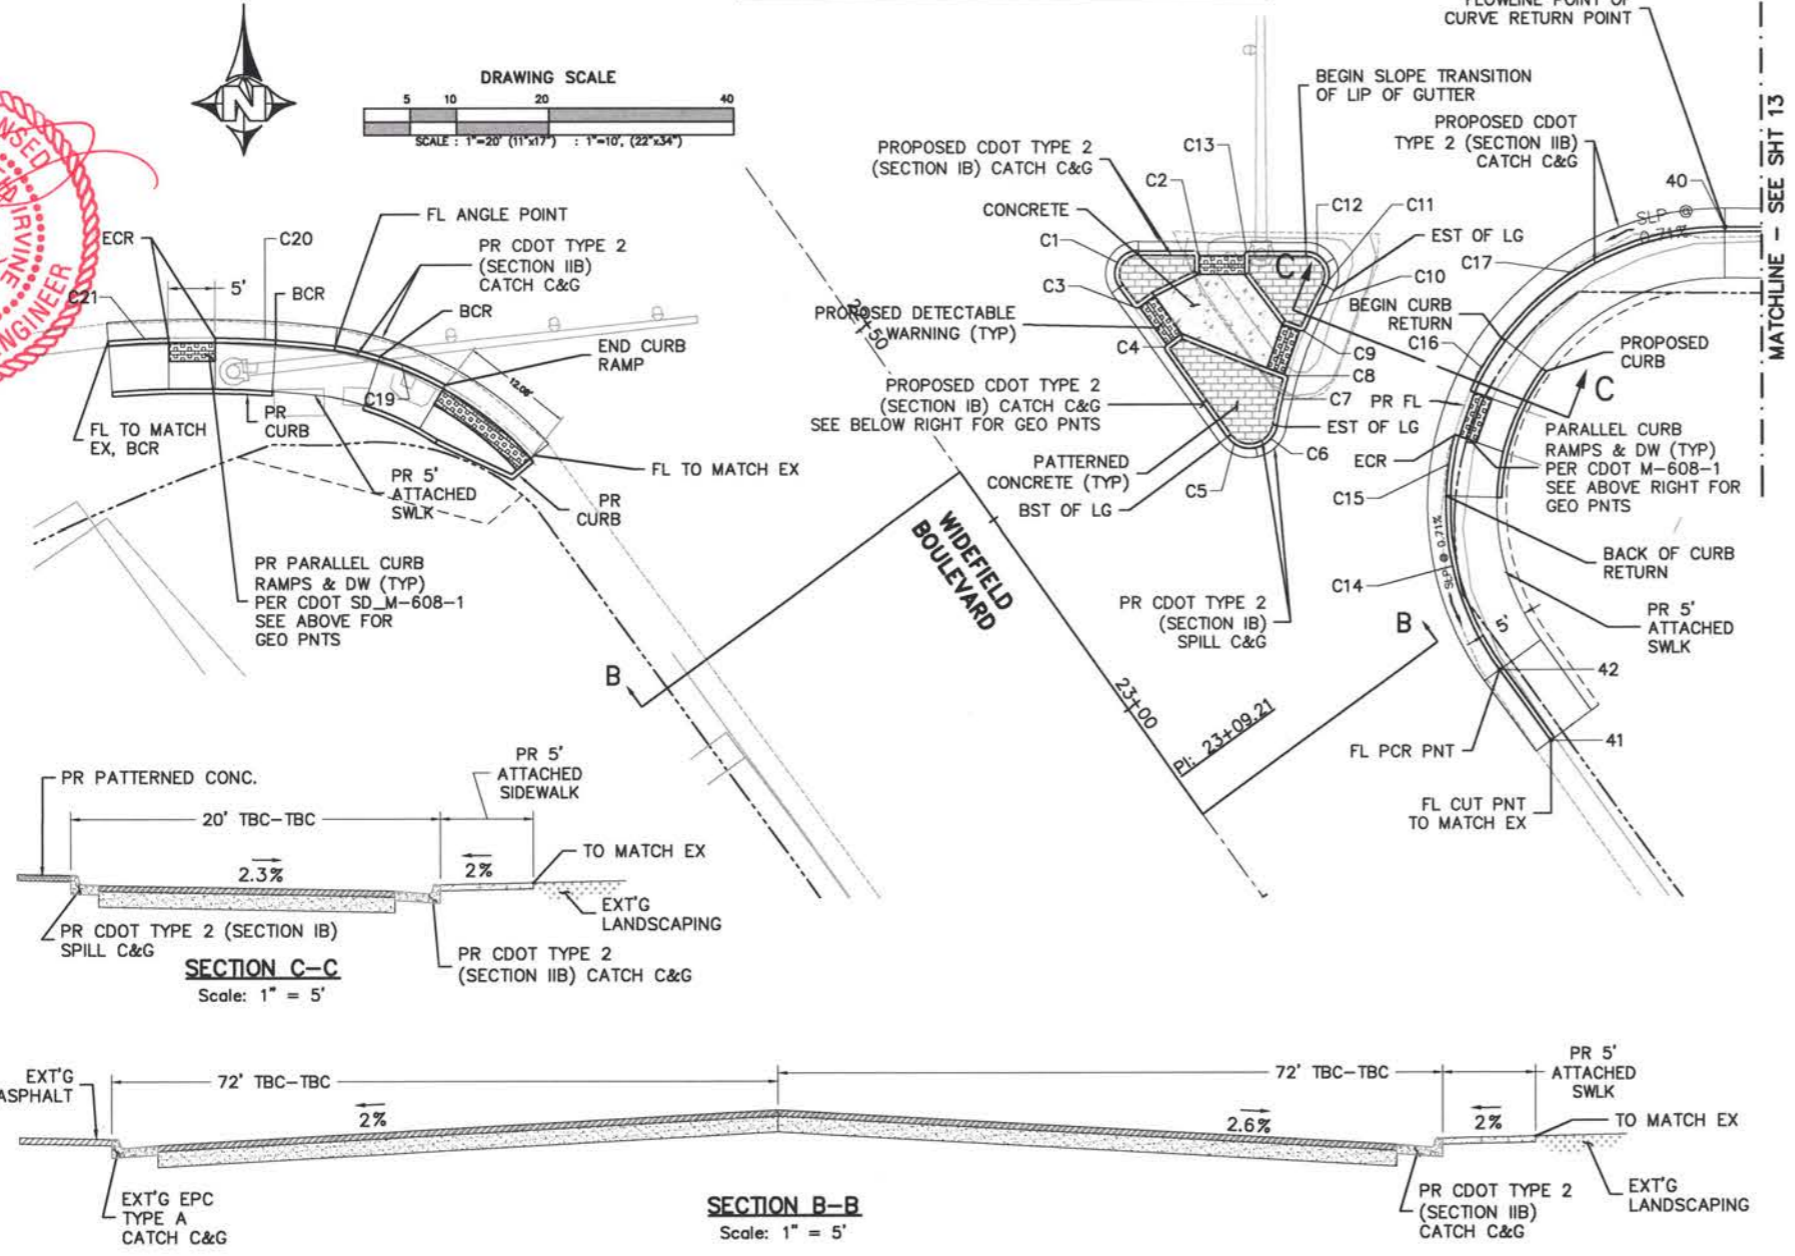 FLOWLINE POINT OF
CURVE RETURN POINT
DRAWING SCALE
5 10 20 40
SCALE : 1"=20' (11"x17") : 1"=10', (22"x34")
N
IRVINE
ENGINEER
ECR
C20
C21
5'
BCR
FL ANGLE POINT
PR CDOT TYPE 2
(SECTION IIB)
CATCH C&G
BCR
END CURB
RAMP
12.08'
C19
PR
CURB
FL TO MATCH
EX, BCR
PR 5'
ATTACHED
SWLK
FL TO MATCH EX
PR
CURB
PR PARALLEL CURB
RAMPS & DW (TYP)
PER CDOT SD_M-608-1
SEE ABOVE FOR
GEO PNTS
BEGIN SLOPE TRANSITION
OF LIP OF GUTTER
PROPOSED CDOT
TYPE 2 (SECTION IIB)
CATCH C&G
C13
PROPOSED CDOT TYPE 2
(SECTION IB) CATCH C&G
C2
CONCRETE
C1
C3
C12
C11
EST OF LG
C
C10
PROPOSED DETECTABLE
WARNING (TYP)
C4
BEGIN CURB
RETURN
C16
C9
C8
C7
PROPOSED CDOT TYPE 2
(SECTION IB) CATCH C&G
SEE BELOW RIGHT FOR GEO PNTS
PR FL
EST OF LG
C6
PATTERNED
CONCRETE (TYP)
C5
BST OF LG
40
SLP @
0.71%
C17
PROPOSED
CURB
C
PARALLEL CURB
RAMPS & DW (TYP)
PER CDOT M-608-1
SEE ABOVE RIGHT FOR
GEO PNTS
ECR
C15
BACK OF CURB
RETURN
C14
SLP @ 0.71%
PR 5'
ATTACHED
SWLK
5'
B
42
41
FL PCR PNT
FL CUT PNT
TO MATCH EX
MATCHLINE - SEE SHT 13
WIDEFIELD
BOULEVARD
PR CDOT TYPE 2
(SECTION IB)
SPILL C&G
B
23+00
PI: 23+09.21
PR PATTERNED CONC.
20' TBC-TBC
PR 5'
ATTACHED
SIDEWALK
2.3%
2%
TO MATCH EX
EXT'G
LANDSCAPING
PR CDOT TYPE 2 (SECTION IB)
SPILL C&G
PR CDOT TYPE 2
(SECTION IIB) CATCH C&G
SECTION C-C
Scale: 1" = 5'
EXT'G
ASPHALT
72' TBC-TBC
72' TBC-TBC
PR 5'
ATTACHED
SWLK
2%
2.6%
2%
TO MATCH EX
EXT'G EPC
TYPE A
CATCH C&G
PR CDOT TYPE 2
(SECTION IIB)
CATCH C&G
EXT'G
LANDSCAPING
SECTION B-B
Scale: 1" = 5'